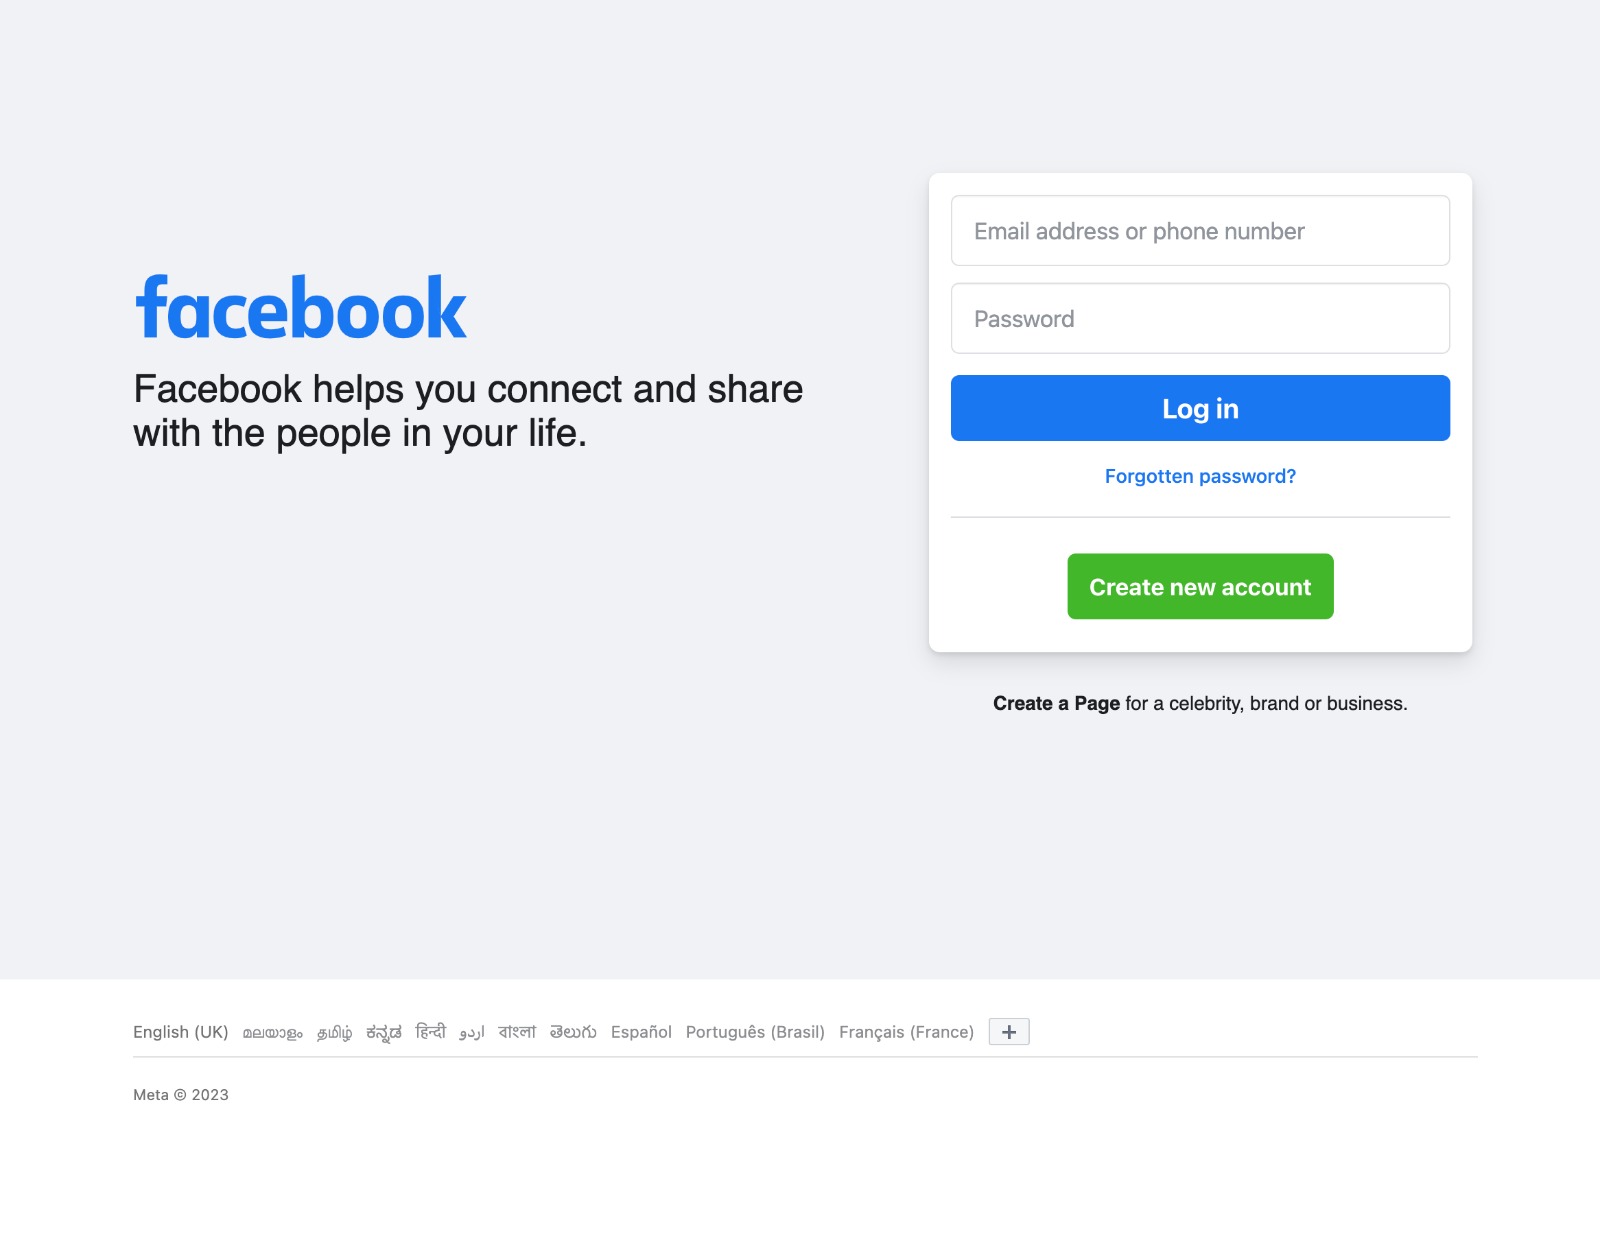 facebook
Facebook helps you connect and share
with the people in your life.
Email address or phone number
Password
Log in
Forgotten password?
Create new account
Create a Page for a celebrity, brand or business.
English (UK) മലയാളം தமிழ் ಕನ್ನಡ हिन्दी اردو বাংলা తెలుగు Español Português (Brasil) Français (France) +
Meta © 2023